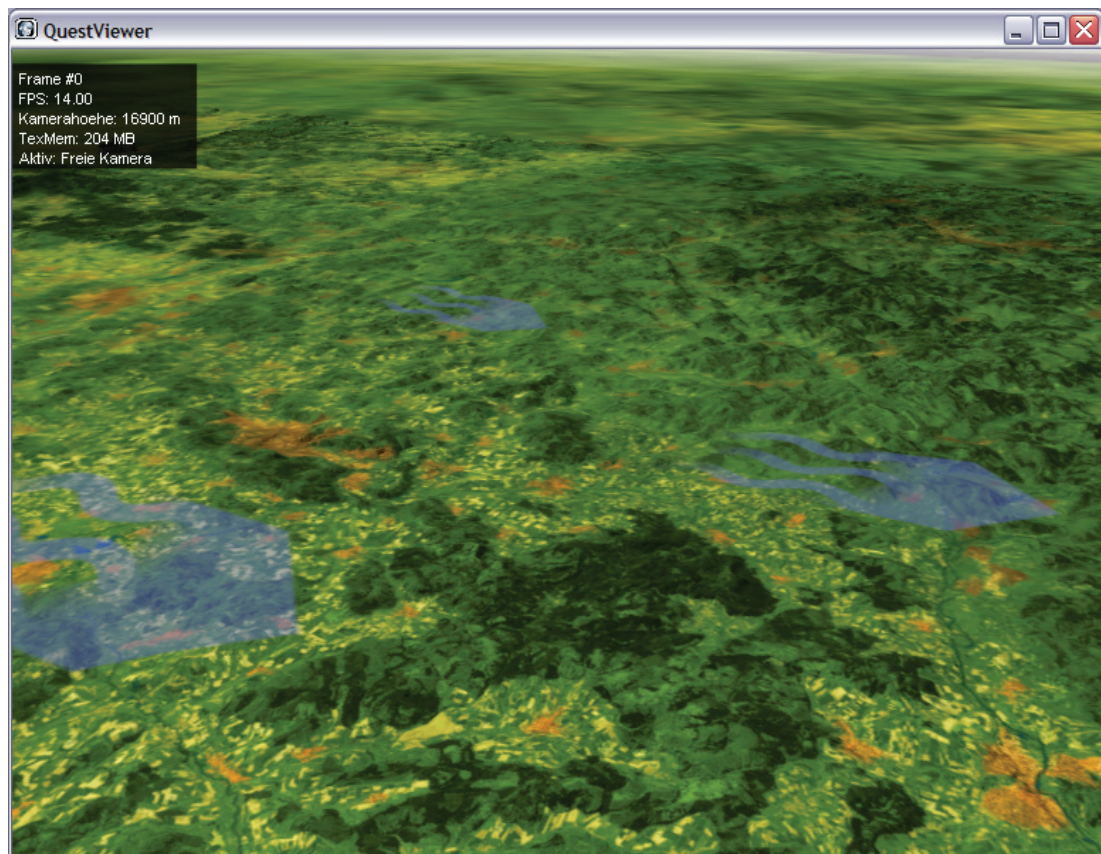 QuestViewer
Frame #0
FPS: 14.00
Kamerahoehe: 16900 m
TexMem: 204 MB
Aktiv: Freie Kamera